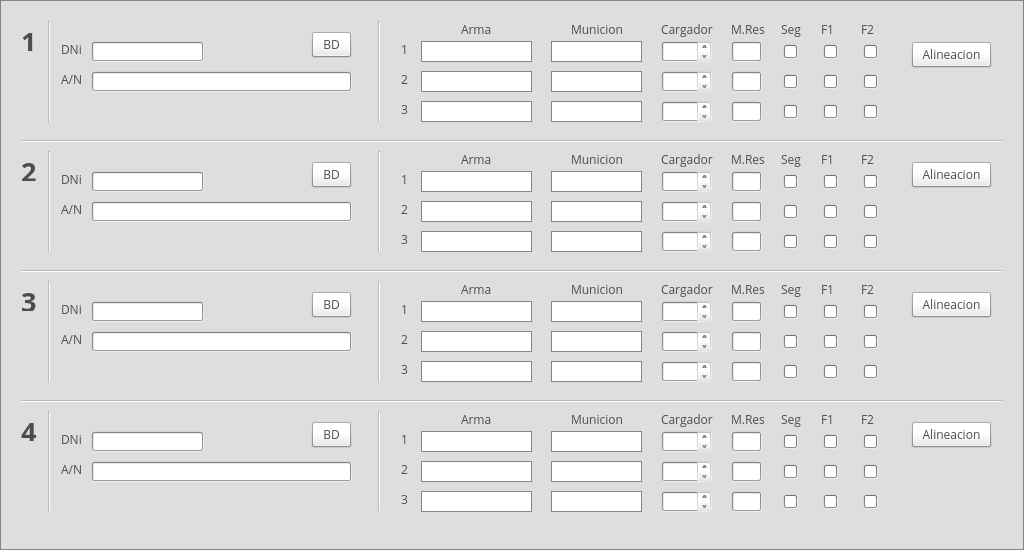 1 DNi BD Arma Municion Cargador M.Res Seg F1 F2 Alineacion
1
A/N 2
3
2 DNi BD Arma Municion Cargador M.Res Seg F1 F2 Alineacion
1
A/N 2
3
3 DNi BD Arma Municion Cargador M.Res Seg F1 F2 Alineacion
1
A/N 2
3
4 DNi BD Arma Municion Cargador M.Res Seg F1 F2 Alineacion
1
A/N 2
3